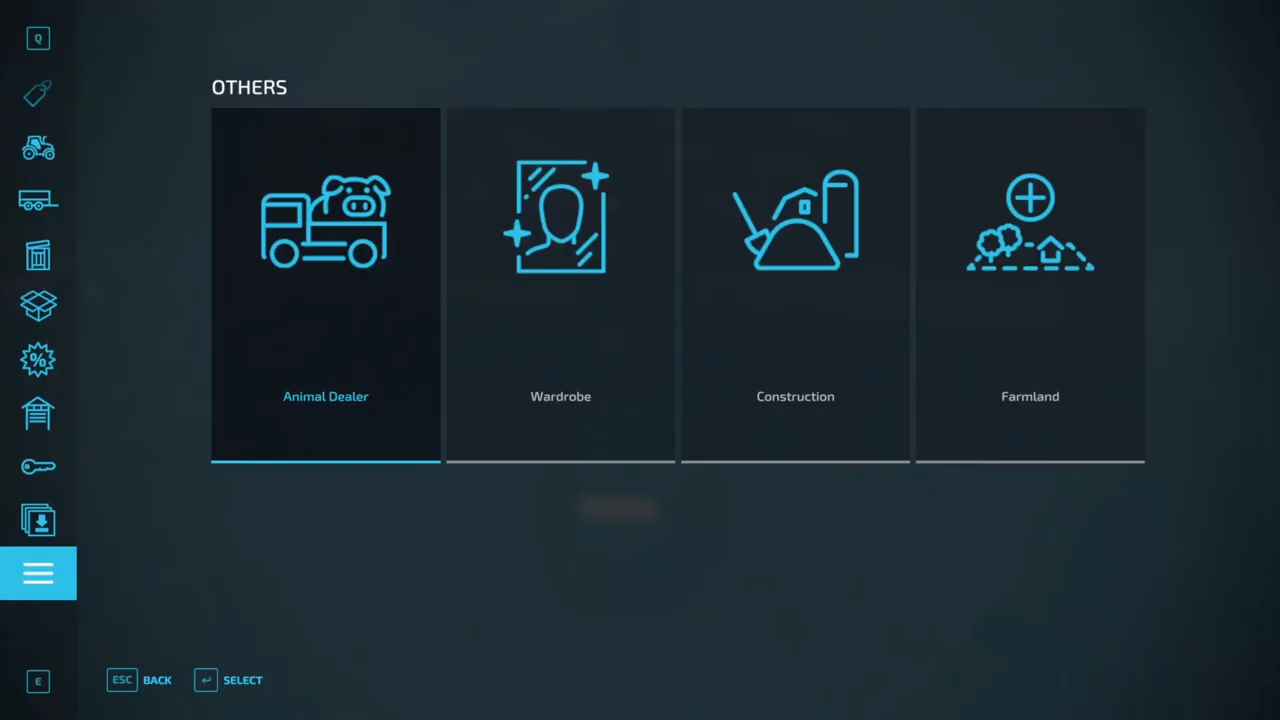 Q
OTHERS
Animal Dealer
Wardrobe
Construction
Farmland
%
E
ESC BACK
SELECT